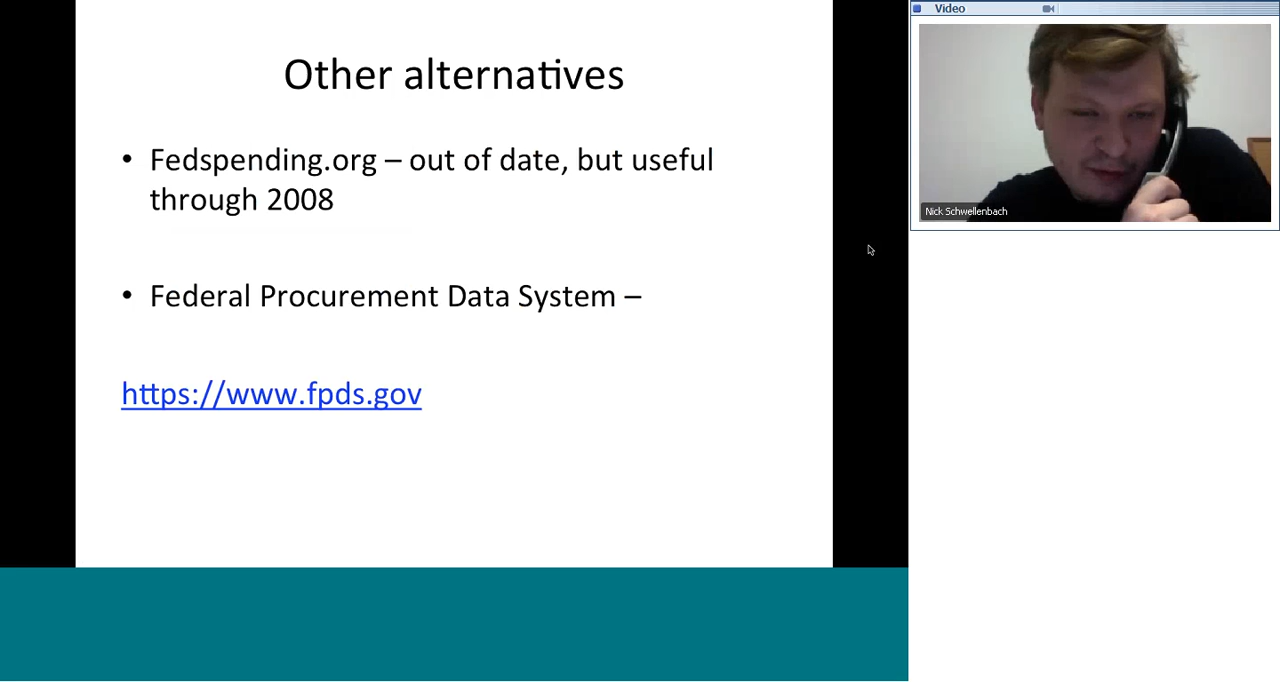 Other alternatives
• Fedspending.org – out of date, but useful
through 2008
• Federal Procurement Data System –
https://www.fpds.gov
Video
Nick Schwellenbach